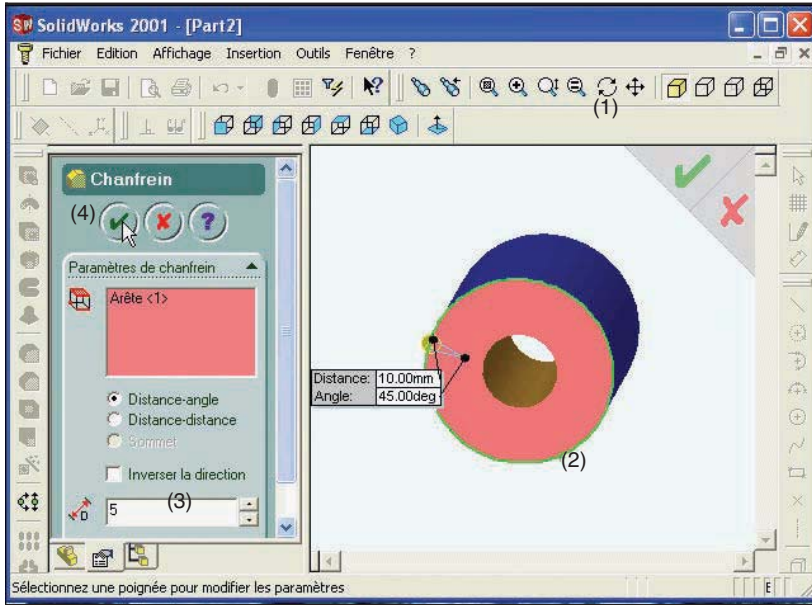 SolidWorks 2001 - [Part2]
Fichier Edition Affichage Insertion Outils Fenêtre ?
(1)
Chanfrein
(4)
?
Paramètres de chanfrein
Arête <1>
Distance-angle
Distance-distance
Sommet
Inverser la direction
(3)
D 5
Distance: 10.00mm
Angle: 45.00deg
(2)
Sélectionnez une poignée pour modifier les paramètres
E